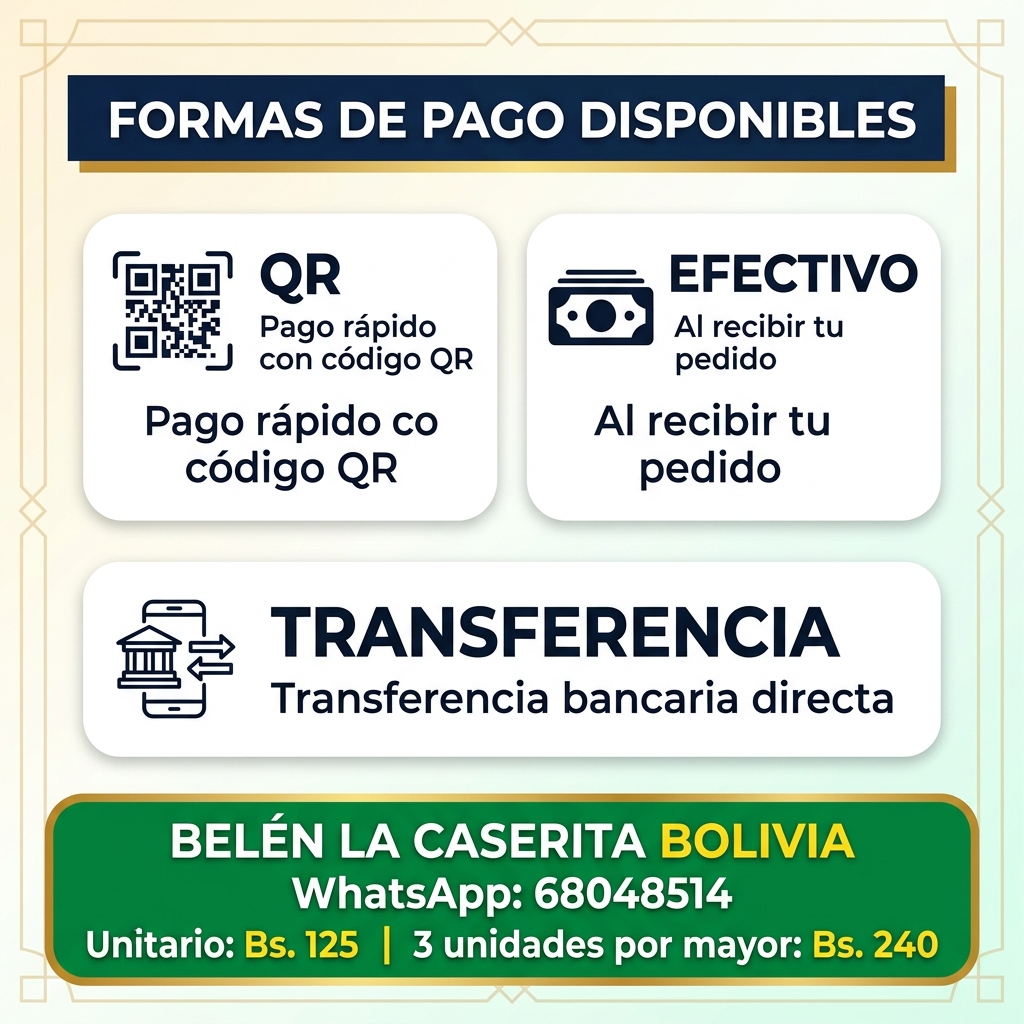 FORMAS DE PAGO DISPONIBLES
QR
Pago rápido
con código QR
Pago rápido co
código QR
EFECTIVO
Al recibir tu
pedido
Al recibir tu
pedido
TRANSFERENCIA
Transferencia bancaria directa
BELÉN LA CASERITA BOLIVIA
WhatsApp: 68048514
Unitario: Bs. 125 | 3 unidades por mayor: Bs. 240